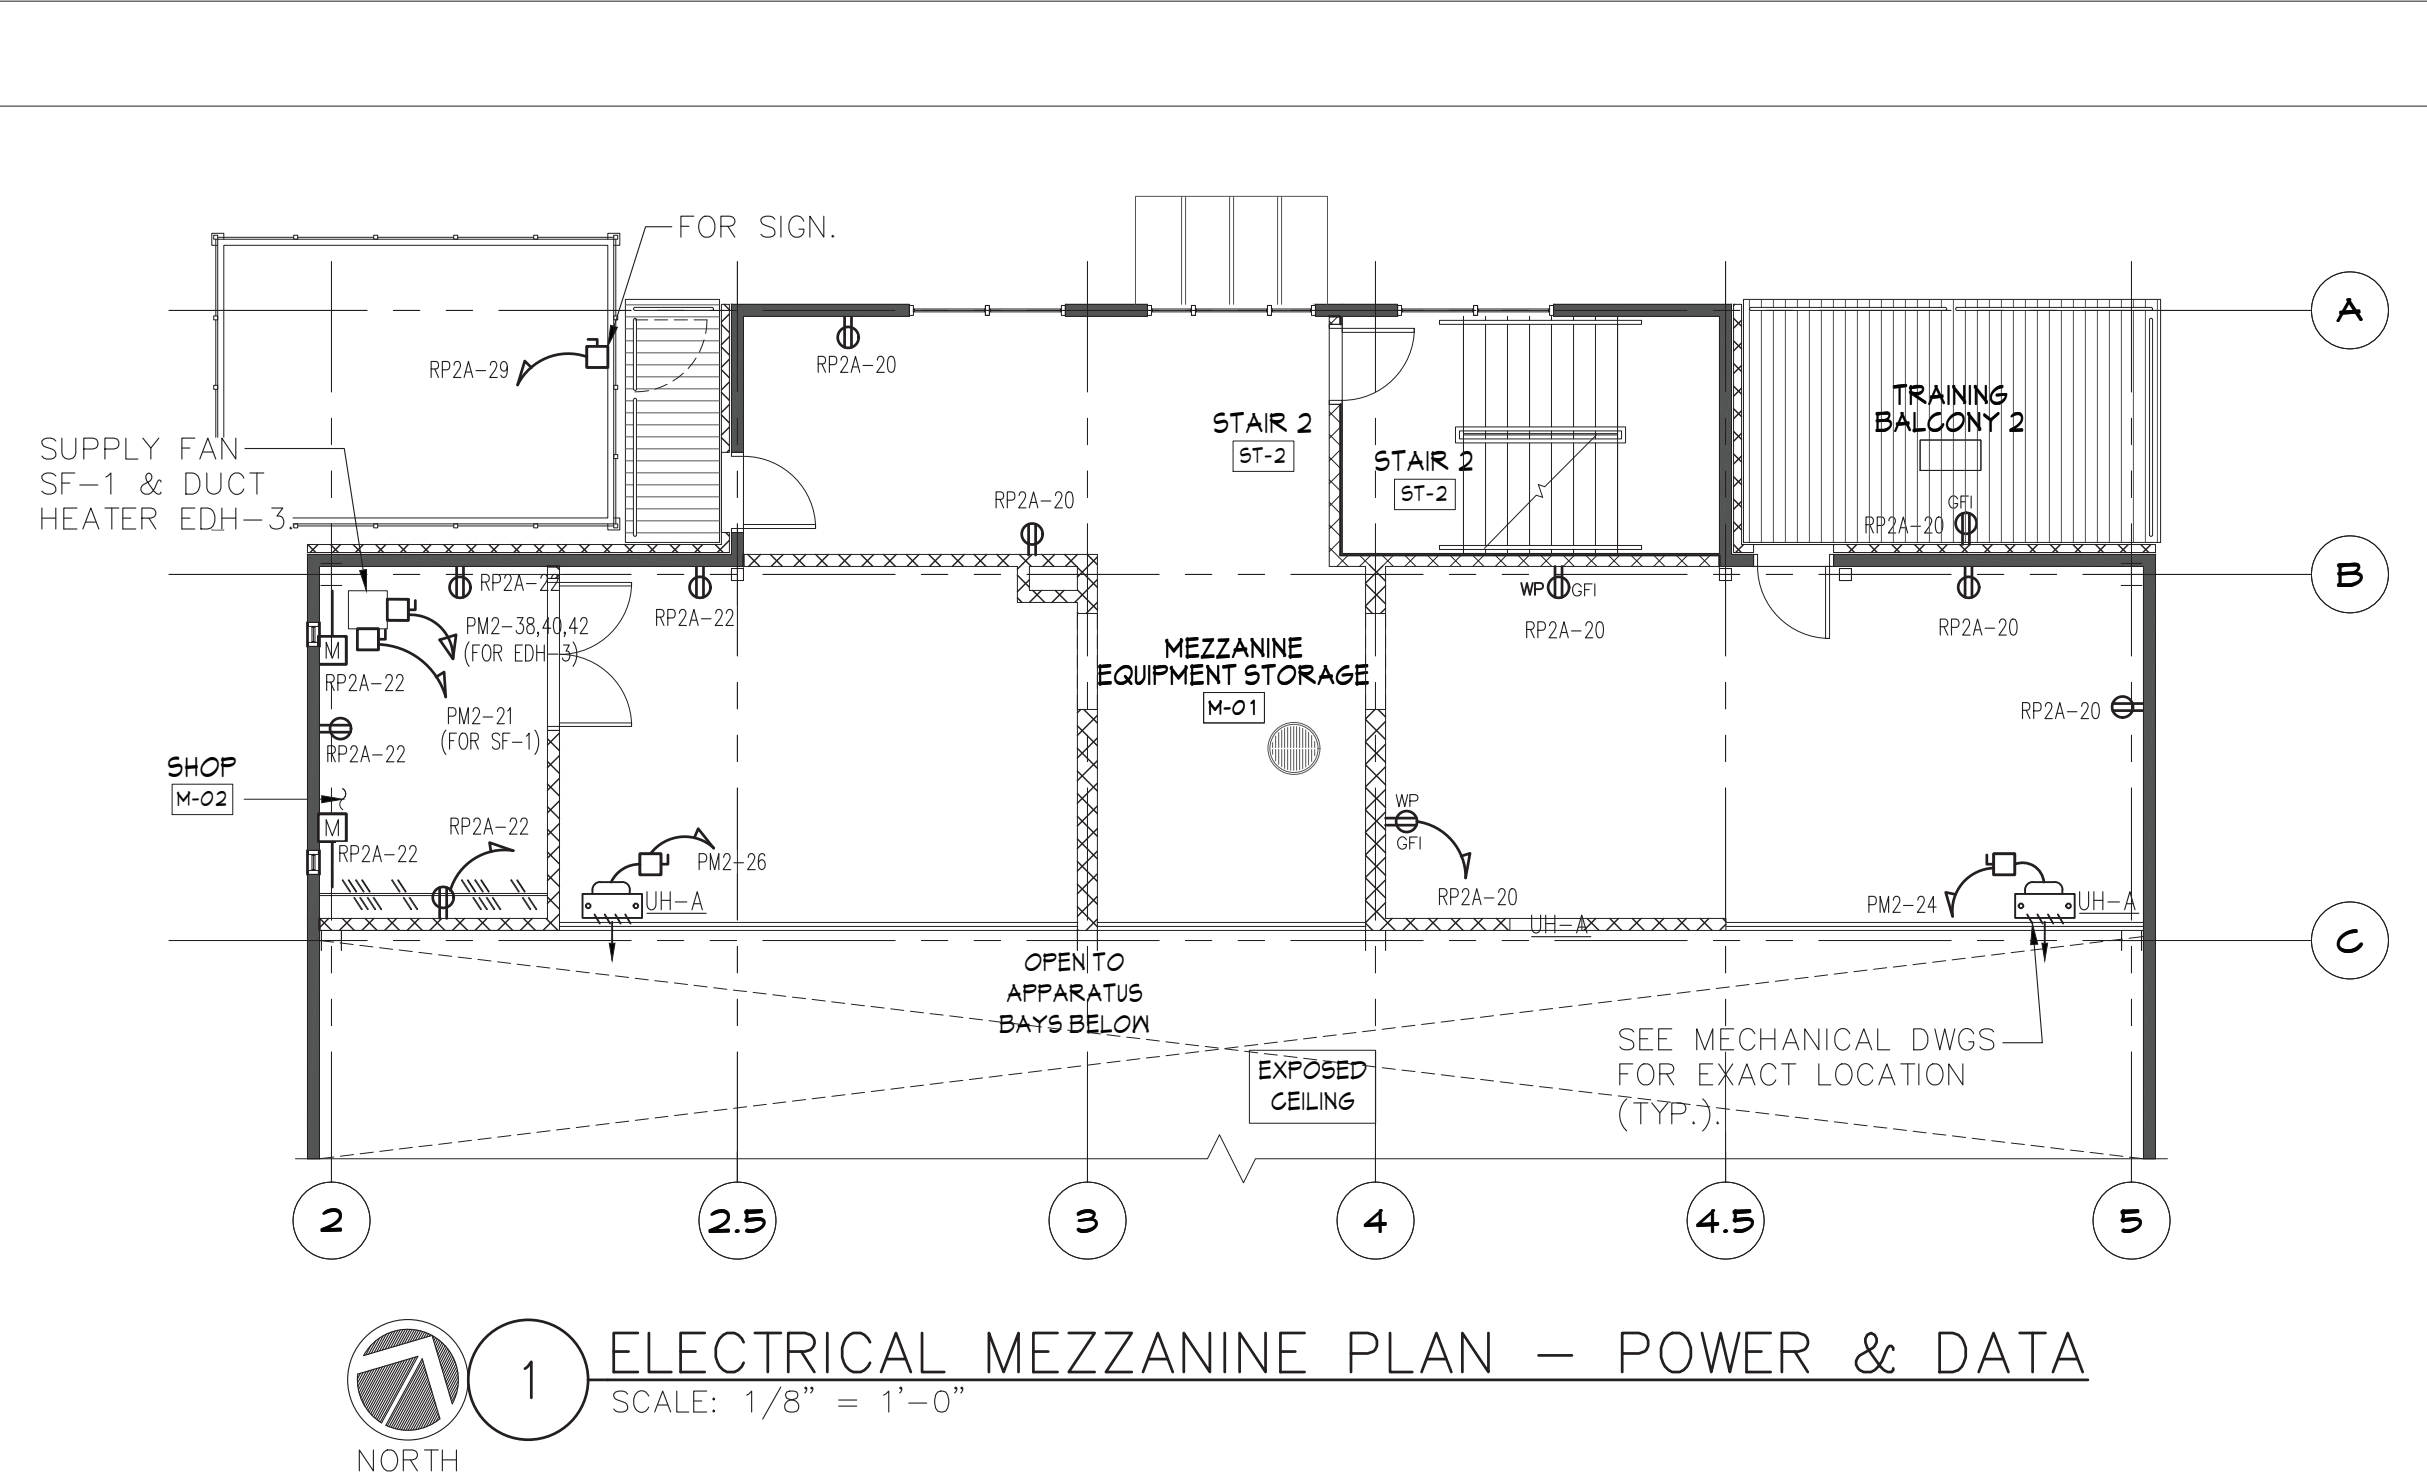 FOR SIGN.
A
RP2A-29
RP2A-20
TRAINING
BALCONY 2
STAIR 2
ST-2
STAIR 2
ST-2
SUPPLY FAN
SF-1 & DUCT
HEATER EDH-3.
RP2A-20
GFI
RP2A-20
B
RP2A-22
RP2A-22
WP
GFI
RP2A-20
RP2A-20
PM2-38,40,42
(FOR EDH-3)
M
RP2A-22
MEZZANINE
EQUIPMENT STORAGE
M-01
RP2A-20
PM2-21
(FOR SF-1)
RP2A-22
SHOP
M-02
M
RP2A-22
RP2A-22
WP
GFI
PM2-26
RP2A-20
UH-A
PM2-24
UH-A
UH-A
C
OPEN TO
APPARATUS
BAYS BELOW
EXPOSED
CEILING
SEE MECHANICAL DWGS
FOR EXACT LOCATION
(TYP.).
2
2.5
3
4
4.5
5
1
ELECTRICAL MEZZANINE PLAN - POWER & DATA
SCALE: 1/8" = 1'-0"
NORTH